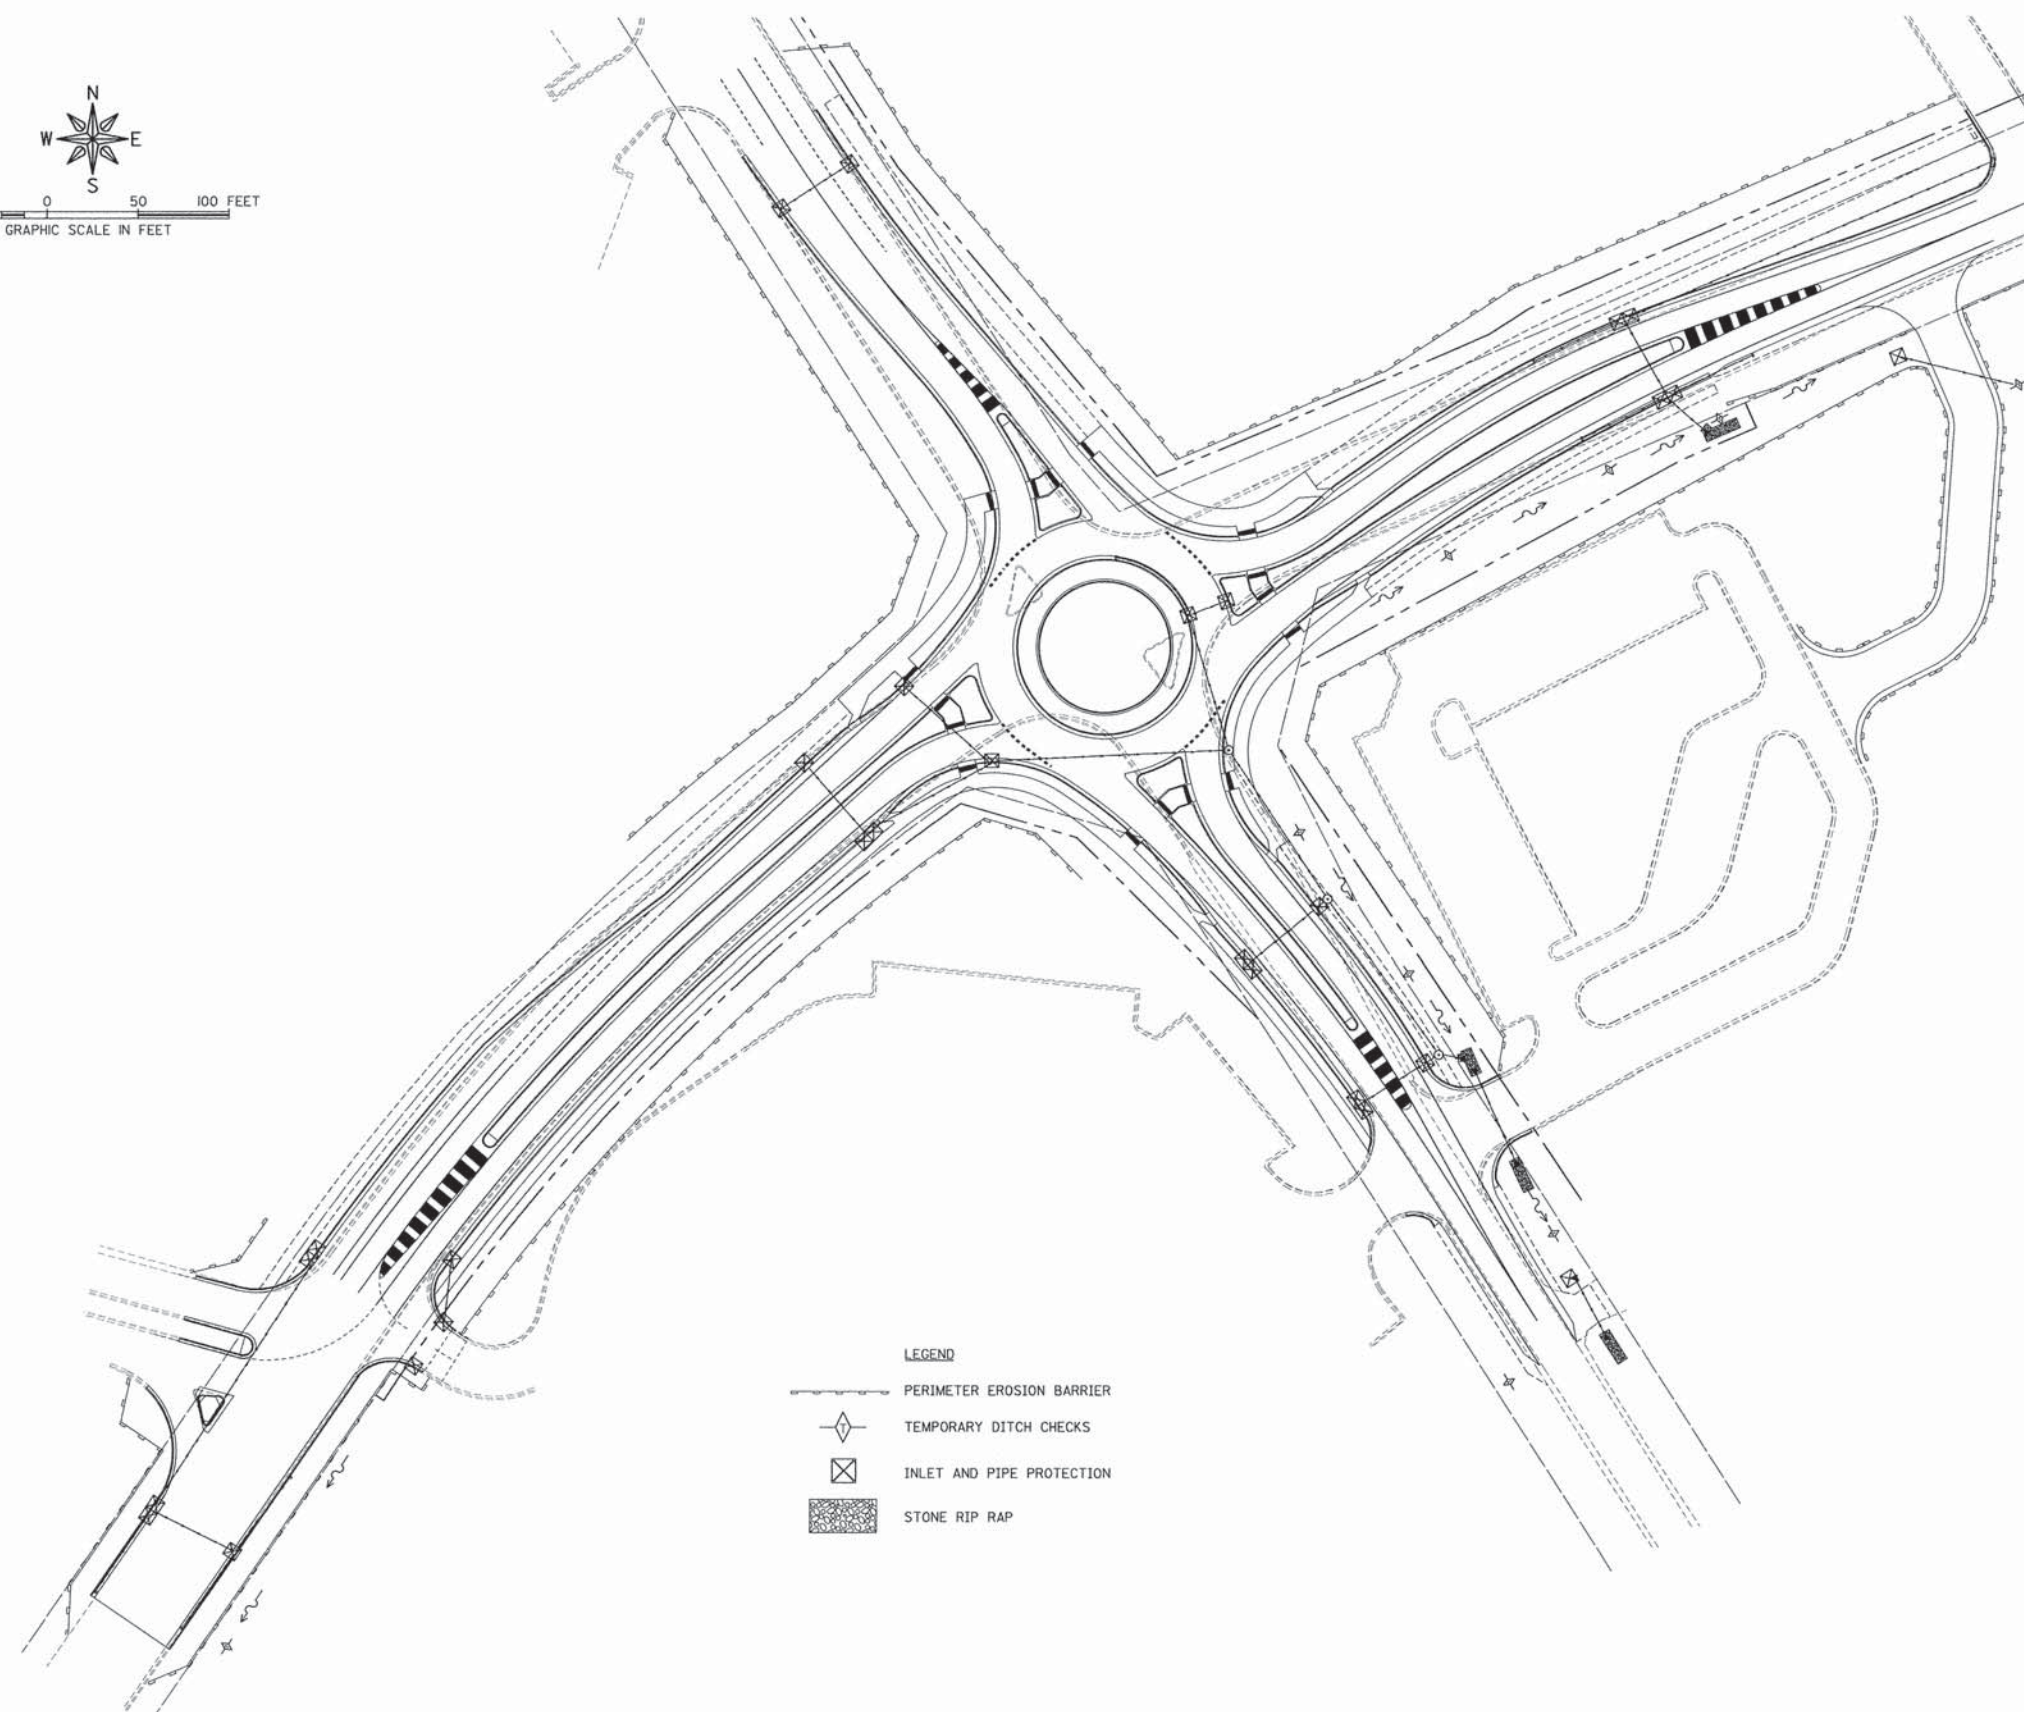 N
W E
S
0 50 100 FEET
GRAPHIC SCALE IN FEET
LEGEND
PERIMETER EROSION BARRIER
T TEMPORARY DITCH CHECKS
INLET AND PIPE PROTECTION
STONE RIP RAP